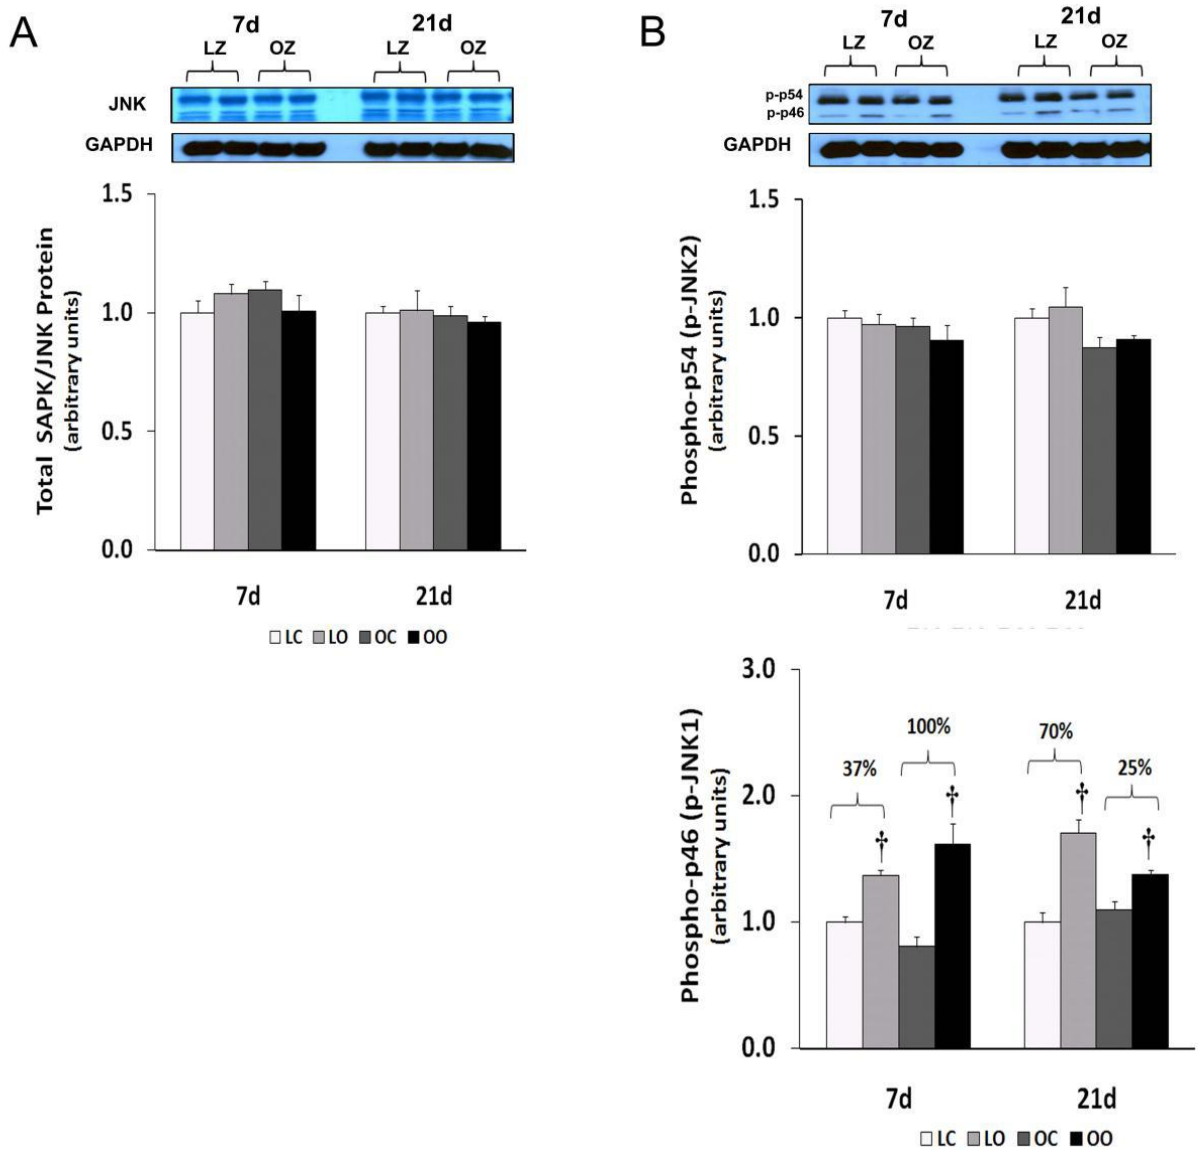 A
7d
21d
LZ
OZ
LZ
OZ
JNK
GAPDH
1.5
1.0
0.5
0.0
Total SAPK/JNK Protein
(arbitrary units)
7d
21d
LC LO OC OO
B
7d
21d
LZ
OZ
LZ
OZ
p-p54
p-p46
GAPDH
1.5
1.0
0.5
0.0
Phospho-p54 (p-JNK2)
(arbitrary units)
7d
21d
3.0
2.0
1.0
0.0
Phospho-p46 (p-JNK1)
(arbitrary units)
37%
100%
70%
25%
†
†
†
†
7d
21d
LC LO OC OO